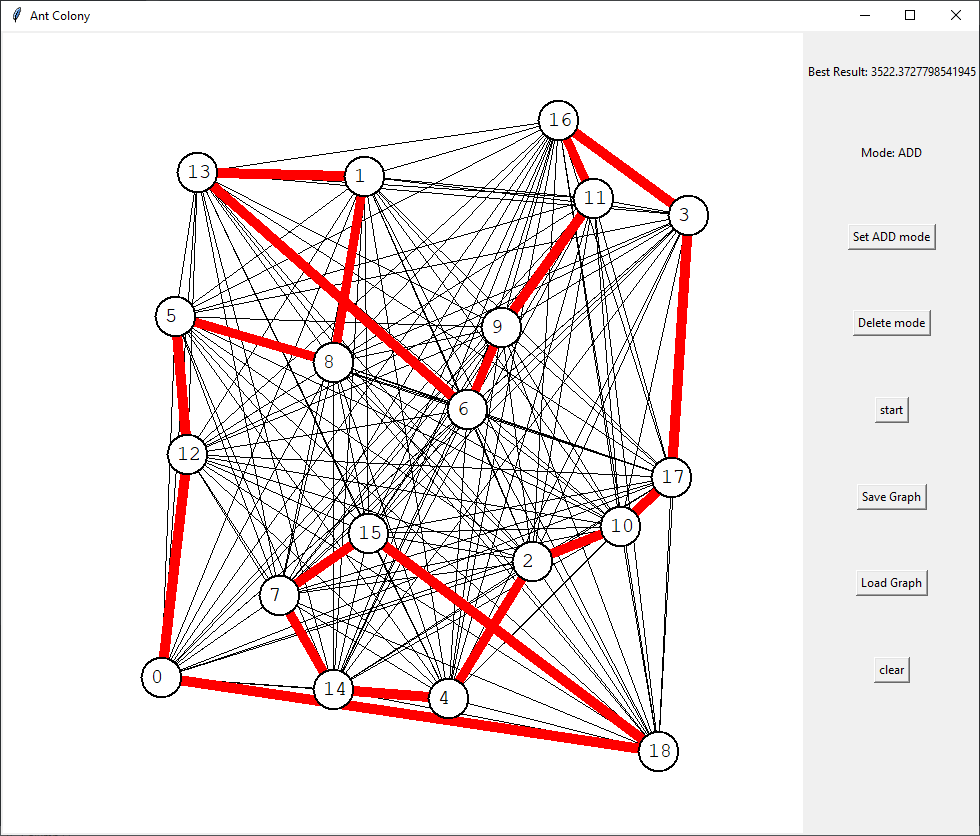 Ant Colony
Best Result: 3522.3727798541945
Mode: ADD
Set ADD mode
Delete mode
start
Save Graph
Load Graph
clear
16
13
1
11
3
5
9
8
6
12
17
10
15
2
7
0
14
4
18